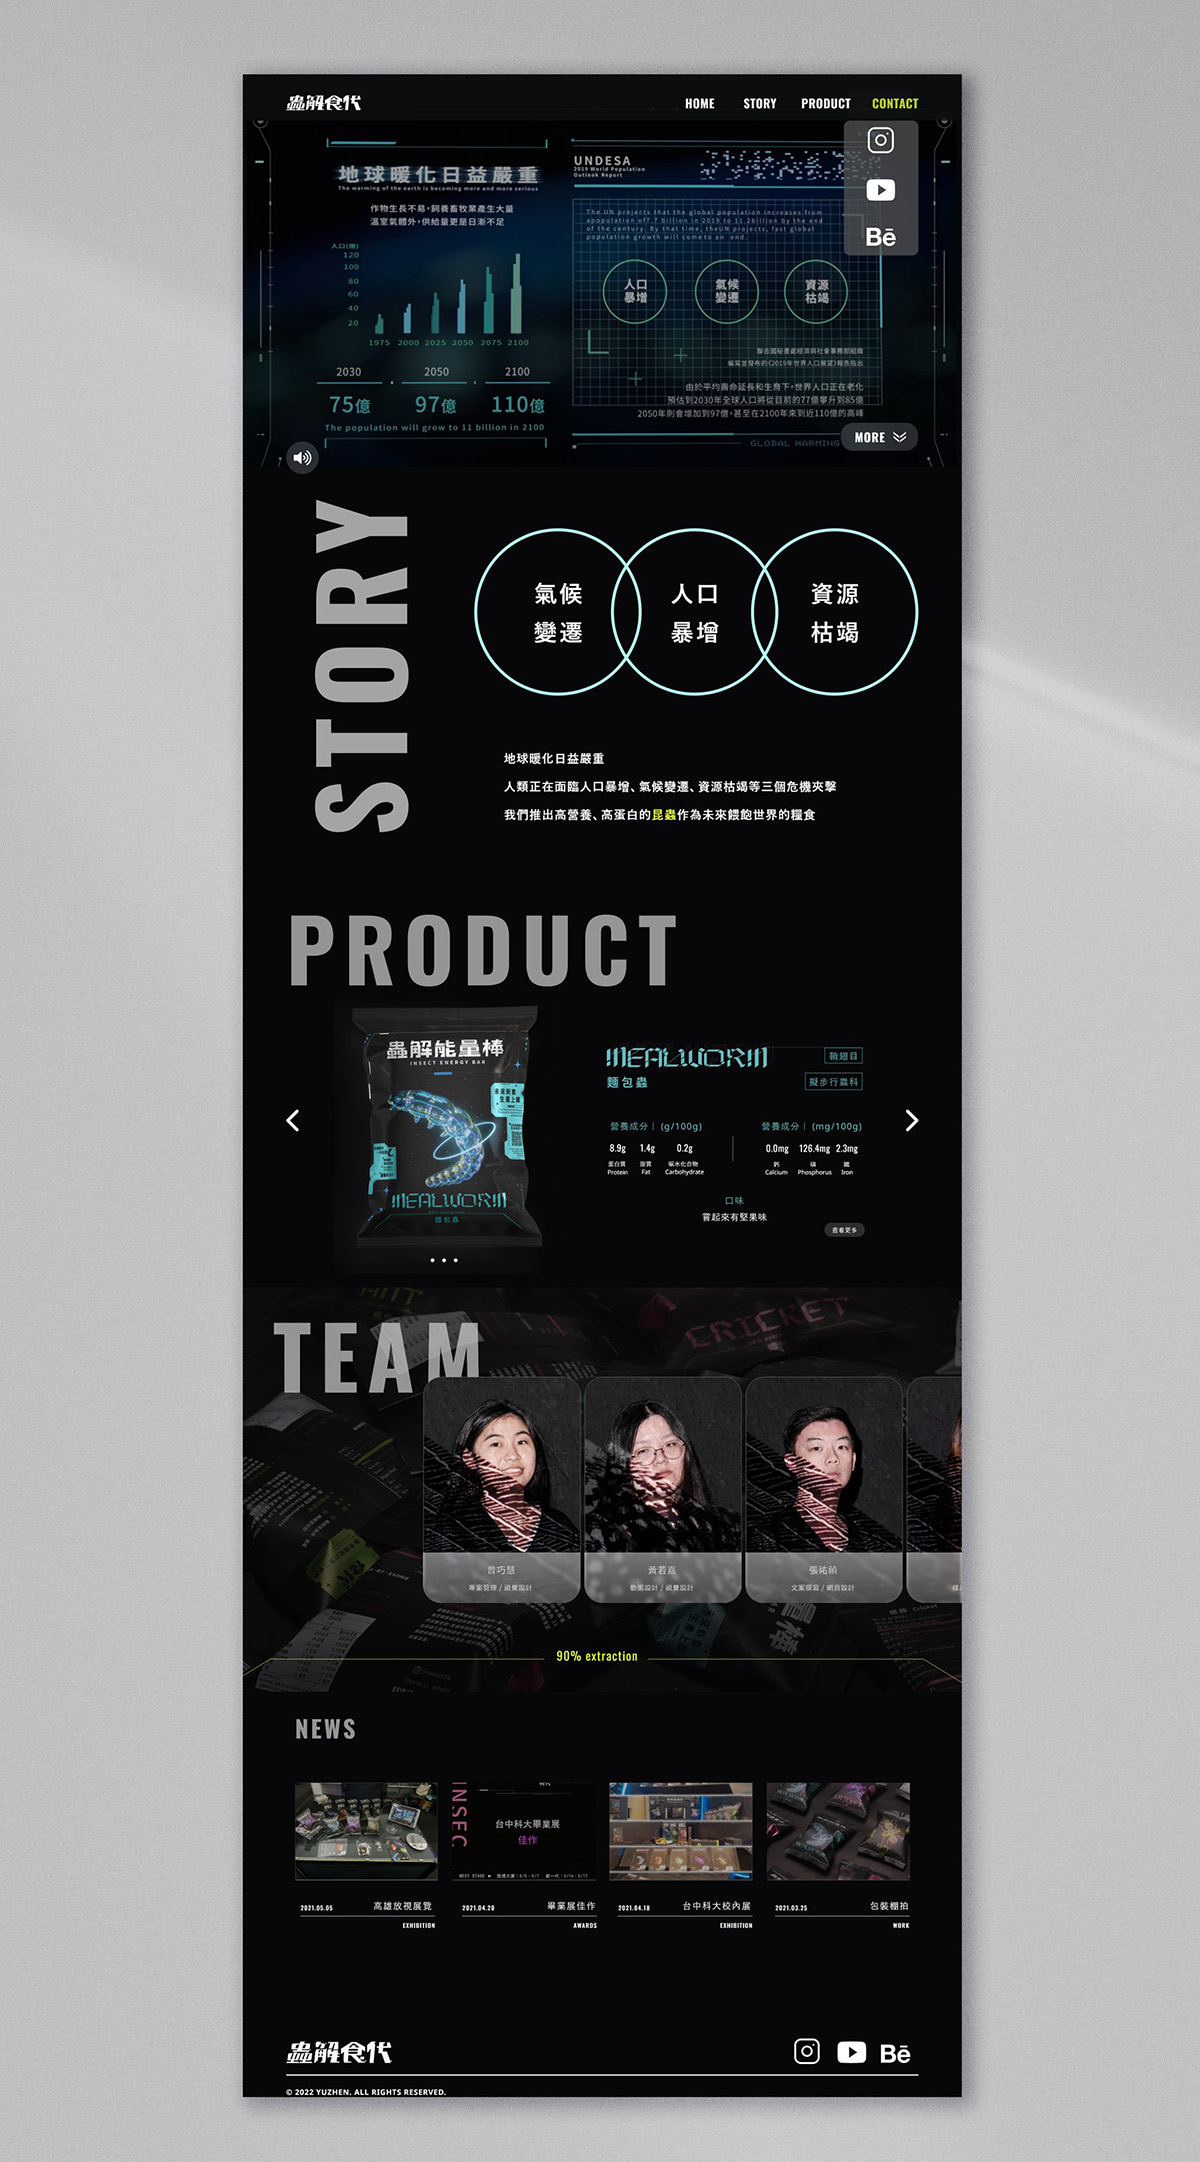 蟲解食代
HOME STORY PRODUCT CONTACT
Bē
地球暖化日益嚴重
The warming of the earth is becoming more and more serious
作物生長不易,飼養畜牧業產生大量
溫室氣體外,供給量更是日漸不足
人口(億)
120
100
80
60
40
20
1975 2000 2025 2050 2075 2100
2030 2050 2100
75億 97億 110億
The population will grow to 11 billion in 2100
UNDESA
2019 World Population
Outlook Report
The UN projects that the global population increases from
apopulation of7.7 billion in 2019 to 11.2billion by the end
of the century. By that time, theUN projects, fast global
population growth will cometo an end.
人口
暴增
氣候
變遷
資源
枯竭
聯合國秘書處經濟與社會事務部組織
編寫並發布的《2019年世界人口展望》報告指出
由於平均壽命延長和生育下,世界人口正在老化
預估到2030年全球人口將從目前的77億攀升到85億
2050年則會增加到97億,甚至在2100年來到近110億的高峰
GLOBAL WARMING
MORE
STORY
氣候
變遷
人口
暴增
資源
枯竭
地球暖化日益嚴重
人類正在面臨人口暴增、氣候變遷、資源枯竭等三個危機夾擊
我們推出高營養、高蛋白的昆蟲作為未來餵飽世界的糧食
PRODUCT
蟲解能量棒
INSECT ENERGY BAR
未來新食
生產上線
MEALWORM
麵包蟲
MEALWORM
麵包蟲
鞘翅目
擬步行蟲科
營養成分| (g/100g)
8.9g 1.4g 0.2g
蛋白質 脂質 碳水化合物
Protein Fat Carbohydrate
營養成分| (mg/100g)
0.0mg 126.4mg 2.3mg
鈣 磷 鐵
Calcium Phosphorus Iron
口味
嘗起來有堅果味
查看更多
TEAM
CRICKET
曾巧慧
專案管理 / 視覺設計
黃若嘉
動態設計 / 視覺設計
張祐禎
文案撰寫 / 網頁設計
90% extraction
NEWS
INSEC
台中科大畢業展
佳作
2021.05.05 高雄放視展覽
EXHIBITION
2021.04.20 畢業展佳作
AWARDS
2021.04.18 台中科大校內展
EXHIBITION
2021.03.25 包裝棚拍
WORK
蟲解食代
Bē
© 2022 YUZHEN. ALL RIGHTS RESERVED.